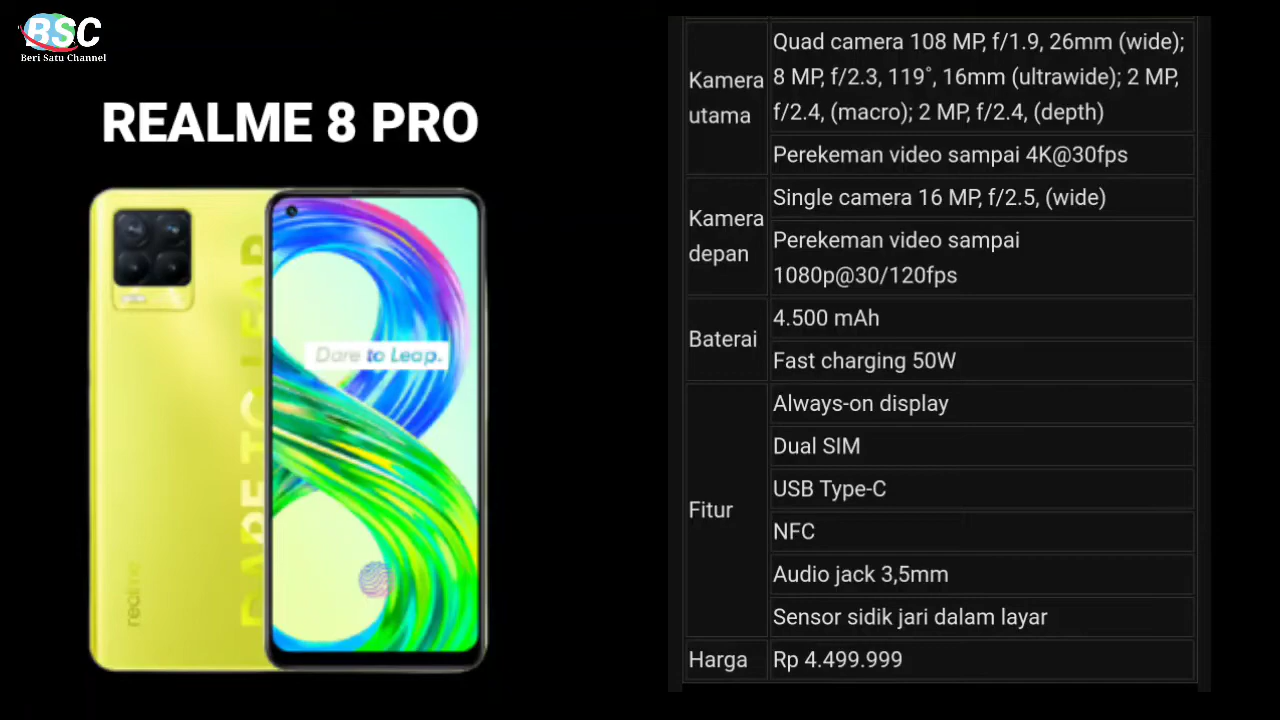 BSC
Beri Satu Channel
REALME 8 PRO
DARE TO LEAP
realme
Dare to Leap.
Kamera utama
Quad camera 108 MP, f/1.9, 26mm (wide);
8 MP, f/2.3, 119˚, 16mm (ultrawide); 2 MP,
f/2.4, (macro); 2 MP, f/2.4, (depth)
Perekeman video sampai 4K@30fps
Kamera depan
Single camera 16 MP, f/2.5, (wide)
Perekeman video sampai
1080p@30/120fps
Baterai
4.500 mAh
Fast charging 50W
Fitur
Always-on display
Dual SIM
USB Type-C
NFC
Audio jack 3,5mm
Sensor sidik jari dalam layar
Harga
Rp 4.499.999